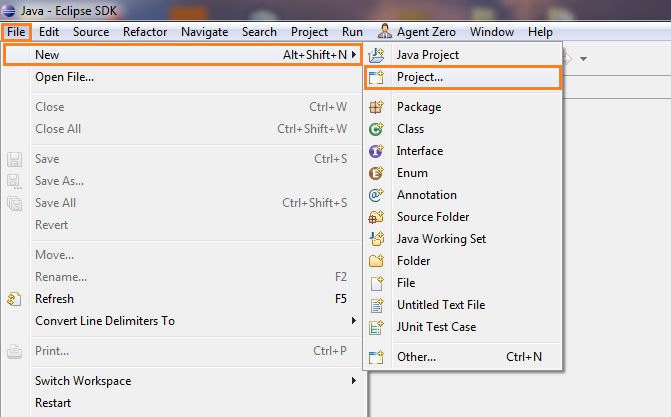 Java - Eclipse SDK
File Edit Source Refactor Navigate Search Project Run Agent Zero Window Help
New Alt+Shift+N
Open File...
Close Ctrl+W
Close All Ctrl+Shift+W
Save Ctrl+S
Save As...
Save All Ctrl+Shift+S
Revert
Move...
Rename... F2
Refresh F5
Convert Line Delimiters To
Print... Ctrl+P
Switch Workspace
Restart
Java Project
Project...
Package
Class
Interface
Enum
Annotation
Source Folder
Java Working Set
Folder
File
Untitled Text File
JUnit Test Case
Other... Ctrl+N